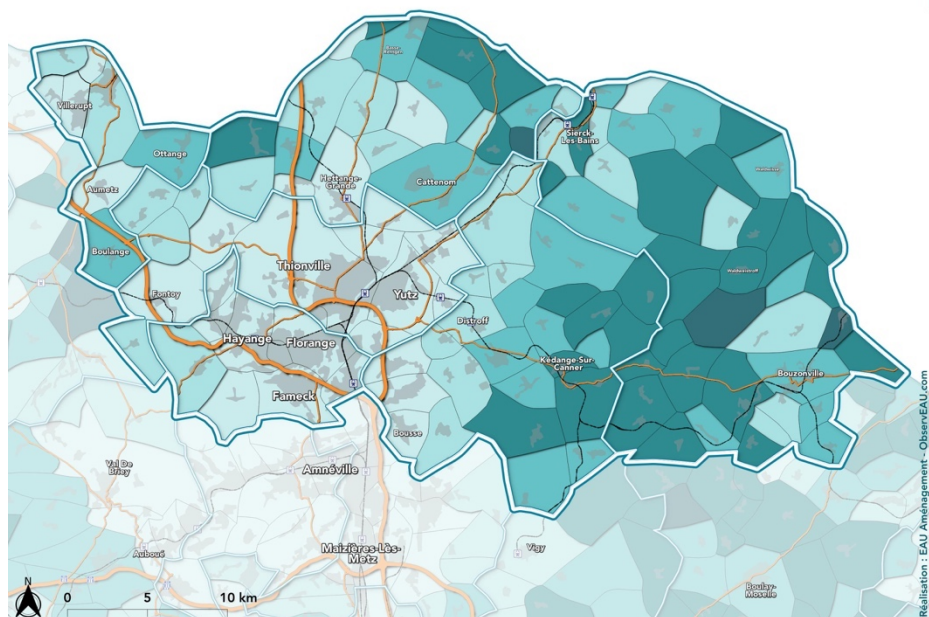 Villerupt
Ottange
Aumetz
Hettange-
Grande
Cattenom
Sierck-
Les-Bains
Boulange
Thionville
Fontoy
Yutz
Distroff
Hayange
Florange
Kédange-Sur-
Canner
Bouzonville
Fameck
Bousse
Val De
Briey
Amnéville
Auboué
Maizières-Lès-
Metz
Vigy
Boulay-
Moselle
N
0 5 10 km
Réalisation : EAU Aménagement - ObservEAU.com